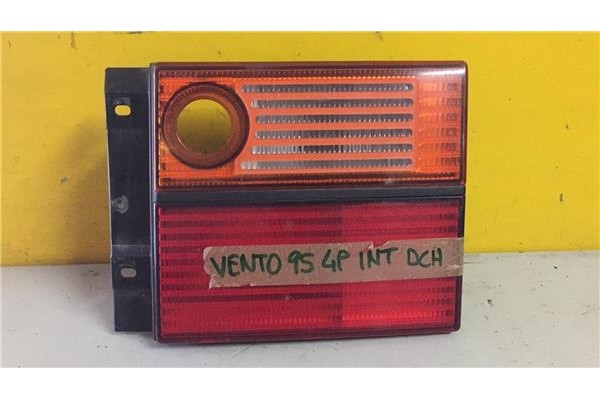 VENTO 95 4P INT DCH